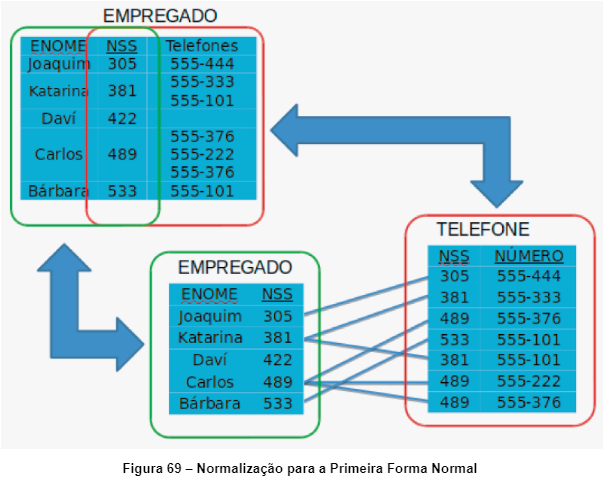 EMPREGADO
ENOME NSS Telefones
Joaquim 305 555-444
Katarina 381 555-333
555-101
Daví 422
Carlos 489 555-376
555-222
555-376
Bárbara 533 555-101
EMPREGADO
ENOME NSS
Joaquim 305
Katarina 381
Daví 422
Carlos 489
Bárbara 533
TELEFONE
NSS NÚMERO
305 555-444
381 555-333
489 555-376
533 555-101
381 555-101
489 555-222
489 555-376
Figura 69 – Normalização para a Primeira Forma Normal